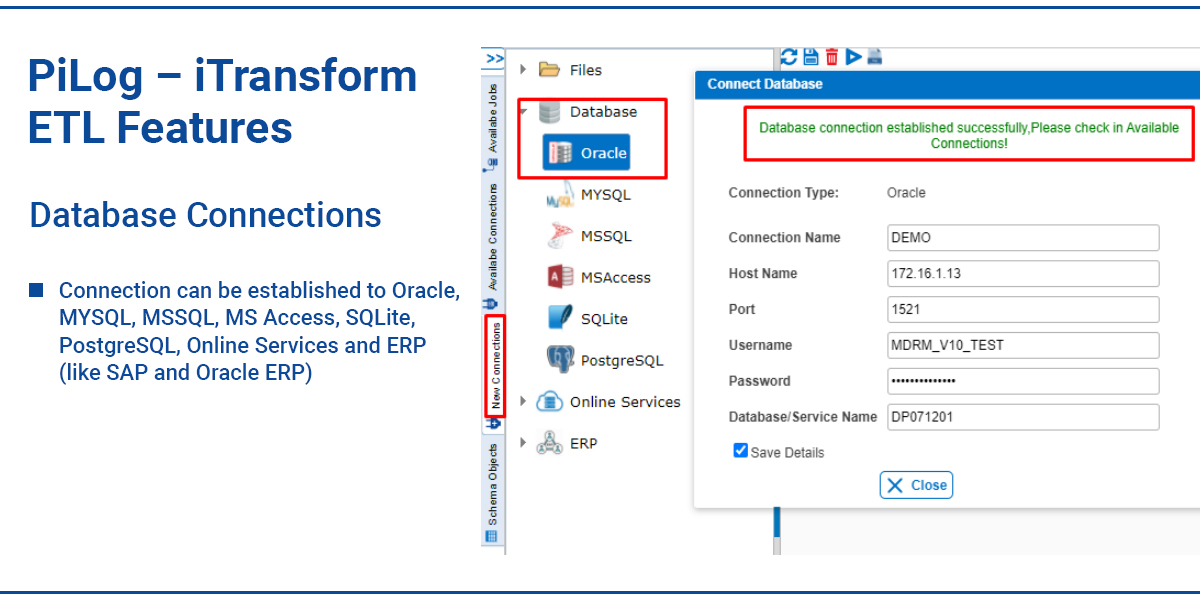 PiLog – iTransform
ETL Features
Database Connections
Connection can be established to Oracle,
MYSQL, MSSQL, MS Access, SQLite,
PostgreSQL, Online Services and ERP
(like SAP and Oracle ERP)
>>
Availabe Jobs
Availabe Connections
New Connections
Schema Objects
Files
Database
Oracle
MYSQL
MSSQL
MSAccess
SQLite
PostgreSQL
Online Services
ERP
Connect Database
Database connection established successfully,Please check in Available
Connections!
Connection Type: Oracle
Connection Name DEMO
Host Name 172.16.1.13
Port 1521
Username MDRM_V10_TEST
Password ••••••••••••••
Database/Service Name DP071201
Save Details
Close